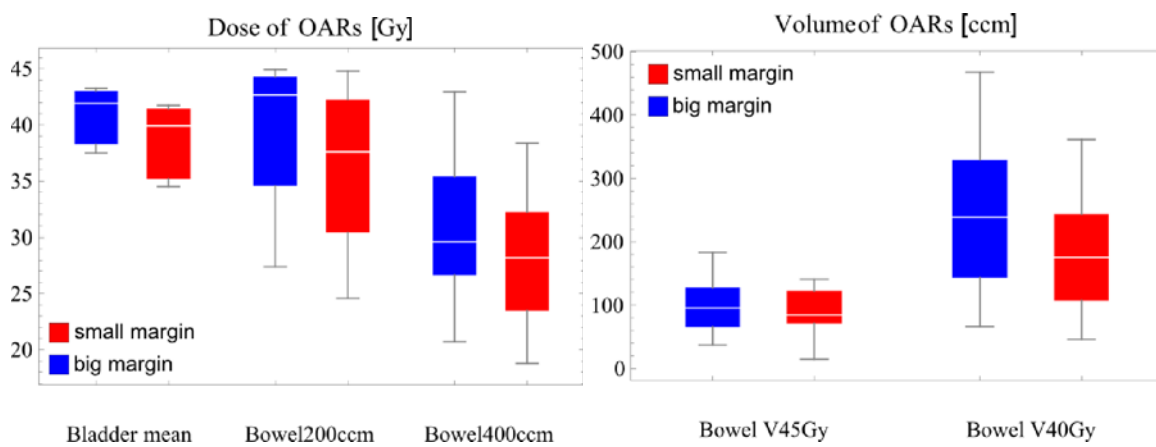 Dose of OARs [Gy]
45
40
35
30
25
20
small margin
big margin
Bladder mean
Bowel200ccm
Bowel400ccm
Volumeof OARs [ccm]
500
400
300
200
100
0
small margin
big margin
Bowel V45Gy
Bowel V40Gy